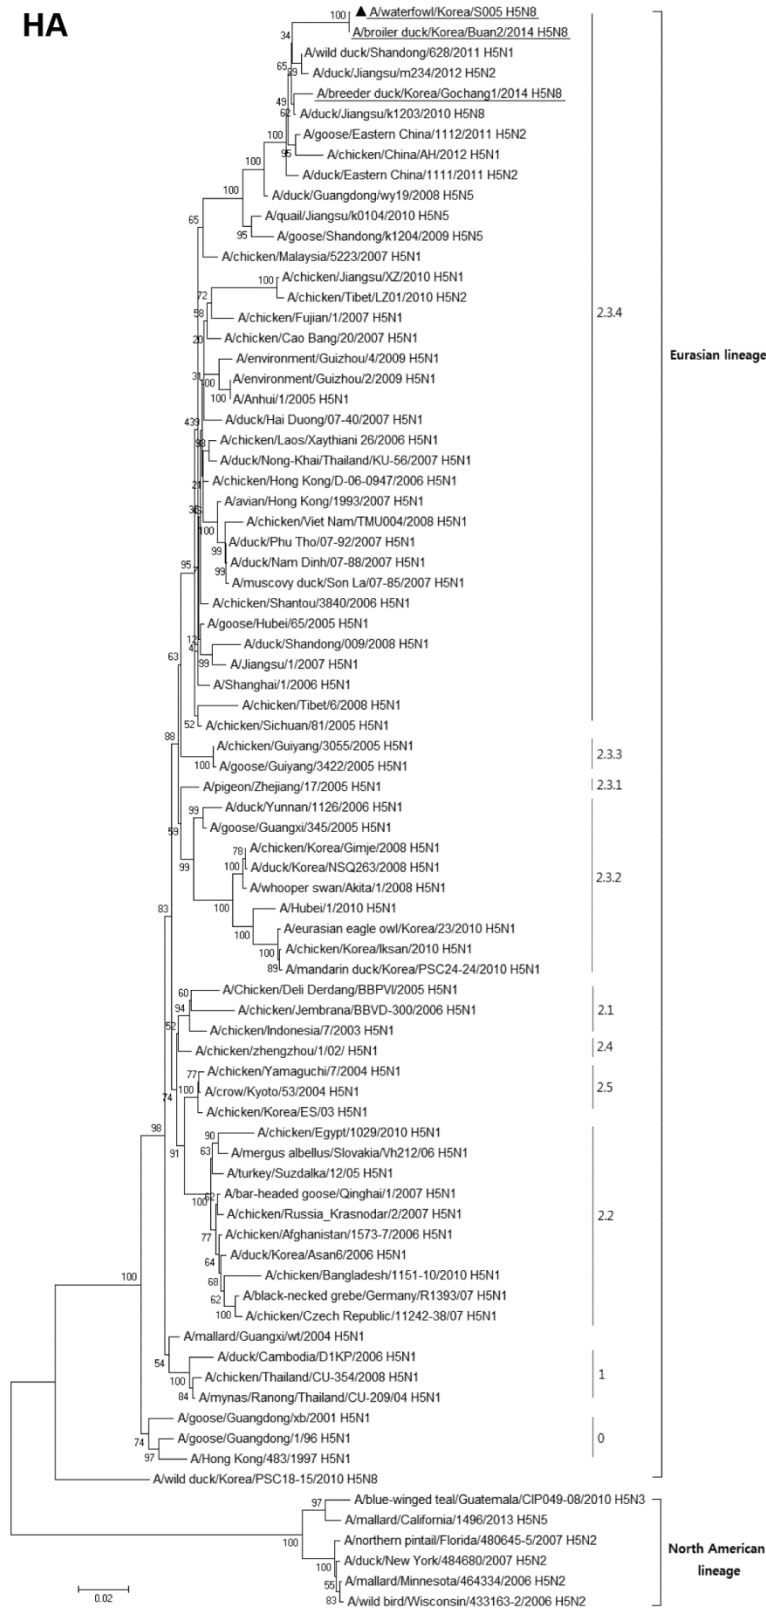 HA
▲ A/waterfowl/Korea/S005 H5N8
A/broiler duck/Korea/Buan2/2014 H5N8
34
100
A/wild duck/Shandong/628/2011 H5N1
65
A/duck/Jiangsu/m234/2012 H5N2
A/breeder duck/Korea/Gochang1/2014 H5N8
49
A/duck/Jiangsu/k1203/2010 H5N8
A/goose/Eastern China/1112/2011 H5N2
100
A/chicken/China/AH/2012 H5N1
95
A/duck/Eastern China/1111/2011 H5N2
100
A/duck/Guangdong/wy19/2008 H5N5
100
A/quail/Jiangsu/k0104/2010 H5N5
65
A/goose/Shandong/k1204/2009 H5N5
95
A/chicken/Malaysia/5223/2007 H5N1
A/chicken/Jiangsu/XZ/2010 H5N1
100
A/chicken/Tibet/LZ01/2010 H5N2
72
2.3.4
58
A/chicken/Fujian/1/2007 H5N1
A/chicken/Cao Bang/20/2007 H5N1
20
Eurasian lineage
A/environment/Guizhou/4/2009 H5N1
A/environment/Guizhou/2/2009 H5N1
100
A/Anhui/1/2005 H5N1
100
A/duck/Hai Duong/07-40/2007 H5N1
A/chicken/Laos/Xaythiani 26/2006 H5N1
A/duck/Nong-Khai/Thailand/KU-56/2007 H5N1
A/chicken/Hong Kong/D-06-0947/2006 H5N1
A/avian/Hong Kong/1993/2007 H5N1
A/chicken/Viet Nam/TMU004/2008 H5N1
100
A/duck/Phu Tho/07-92/2007 H5N1
99
A/duck/Nam Dinh/07-88/2007 H5N1
99
95
A/muscovy duck/Son La/07-85/2007 H5N1
A/chicken/Shantou/3840/2006 H5N1
A/goose/Hubei/65/2005 H5N1
12
4
A/duck/Shandong/009/2008 H5N1
63
A/Jiangsu/1/2007 H5N1
99
A/Shanghai/1/2006 H5N1
A/chicken/Tibet/6/2008 H5N1
52
A/chicken/Sichuan/81/2005 H5N1
88
A/chicken/Guiyang/3055/2005 H5N1
2.3.3
A/goose/Guiyang/3422/2005 H5N1
A/pigeon/Zhejiang/17/2005 H5N1
2.3.1
A/duck/Yunnan/1126/2006 H5N1
99
59
A/goose/Guangxi/345/2005 H5N1
A/chicken/Korea/Gimje/2008 H5N1
78
99
100
A/duck/Korea/NSQ263/2008 H5N1
2.3.2
A/whooper swan/Akita/1/2008 H5N1
100
A/Hubei/1/2010 H5N1
83
A/eurasian eagle owl/Korea/23/2010 H5N1
100
A/chicken/Korea/Iksan/2010 H5N1
100
89
A/mandarin duck/Korea/PSC24-24/2010 H5N1
A/Chicken/Deli Derdang/BBPVI/2005 H5N1
60
94
A/chicken/Jembrana/BBVD-300/2006 H5N1
2.1
52
A/chicken/Indonesia/7/2003 H5N1
A/chicken/zhengzhou/1/02/ H5N1
2.4
A/chicken/Yamaguchi/7/2004 H5N1
77
100
A/crow/Kyoto/53/2004 H5N1
2.5
74
A/chicken/Korea/ES/03 H5N1
98
A/chicken/Egypt/1029/2010 H5N1
90
91
63
A/mergus albellus/Slovakia/Vh212/06 H5N1
A/turkey/Suzdalka/12/05 H5N1
A/bar-headed goose/Qinghai/1/2007 H5N1
100
62
A/chicken/Russia_Krasnodar/2/2007 H5N1
2.2
A/chicken/Afghanistan/1573-7/2006 H5N1
77
A/duck/Korea/Asan6/2006 H5N1
64
100
A/chicken/Bangladesh/1151-10/2010 H5N1
68
A/black-necked grebe/Germany/R1393/07 H5N1
62
A/chicken/Czech Republic/11242-38/07 H5N1
100
A/mallard/Guangxi/wt/2004 H5N1
A/duck/Cambodia/D1KP/2006 H5N1
54
A/chicken/Thailand/CU-354/2008 H5N1
1
100
A/mynas/Ranong/Thailand/CU-209/04 H5N1
84
A/goose/Guangdong/xb/2001 H5N1
A/goose/Guangdong/1/96 H5N1
0
74
A/Hong Kong/483/1997 H5N1
97
A/wild duck/Korea/PSC18-15/2010 H5N8
A/blue-winged teal/Guatemala/CIP049-08/2010 H5N3
97
A/mallard/California/1496/2013 H5N5
A/northern pintail/Florida/480645-5/2007 H5N2
100
North American
lineage
A/duck/New York/484680/2007 H5N2
100
A/mallard/Minnesota/464334/2006 H5N2
55
A/wild bird/Wisconsin/433163-2/2006 H5N2
83
0.02